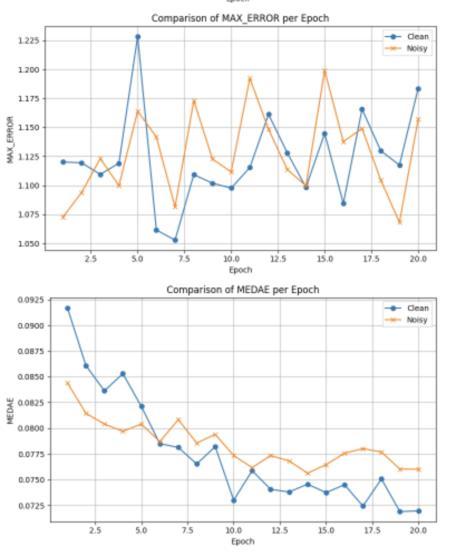 Epoch
Comparison of MAX_ERROR per Epoch
Clean
Noisy
1.225
1.200
1.175
1.150
1.125
1.100
1.075
1.050
MAX_ERROR
2.5 5.0 7.5 10.0 12.5 15.0 17.5 20.0
Epoch
Comparison of MEDAE per Epoch
Clean
Noisy
0.0925
0.0900
0.0875
0.0850
0.0825
0.0800
0.0775
0.0750
0.0725
MEDAE
2.5 5.0 7.5 10.0 12.5 15.0 17.5 20.0
Epoch